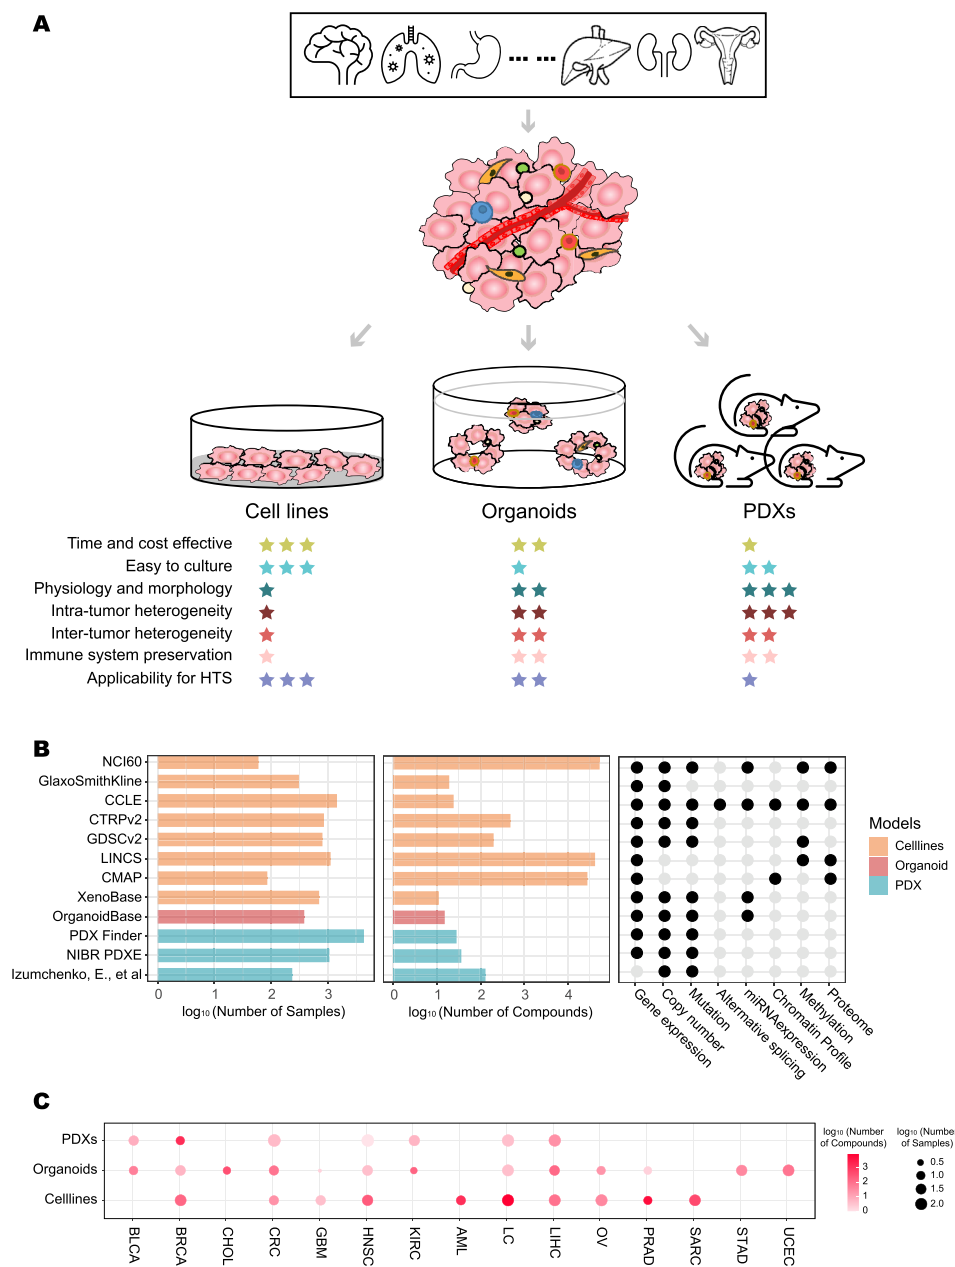 A
Cell lines
Organoids
PDXs
Time and cost effective
Easy to culture
Physiology and morphology
Intra-tumor heterogeneity
Inter-tumor heterogeneity
Immune system preservation
Applicability for HTS
B
NCI60
GlaxoSmithKline
CCLE
CTRPv2
GDSCv2
LINCS
CMAP
XenoBase
OrganoidBase
PDX Finder
NIBR PDXE
Izumchenko, E., et al
0 1 2 3
log₁₀ (Number of Samples)
0 1 2 3 4
log₁₀ (Number of Compounds)
Gene expression
Copy number
Mutation
Alternative splicing
miRNAexpression
Chromatin Profile
Methylation
Proteome
Models
Celllines
Organoid
PDX
C
PDXs
Organoids
Celllines
BLCA
BRCA
CHOL
CRC
GBM
HNSC
KIRC
AML
LC
LIHC
OV
PRAD
SARC
STAD
UCEC
log₁₀ (Number
of Compounds)
3
2
1
0
log₁₀ (Numbe
of Samples)
0.5
1.0
1.5
2.0